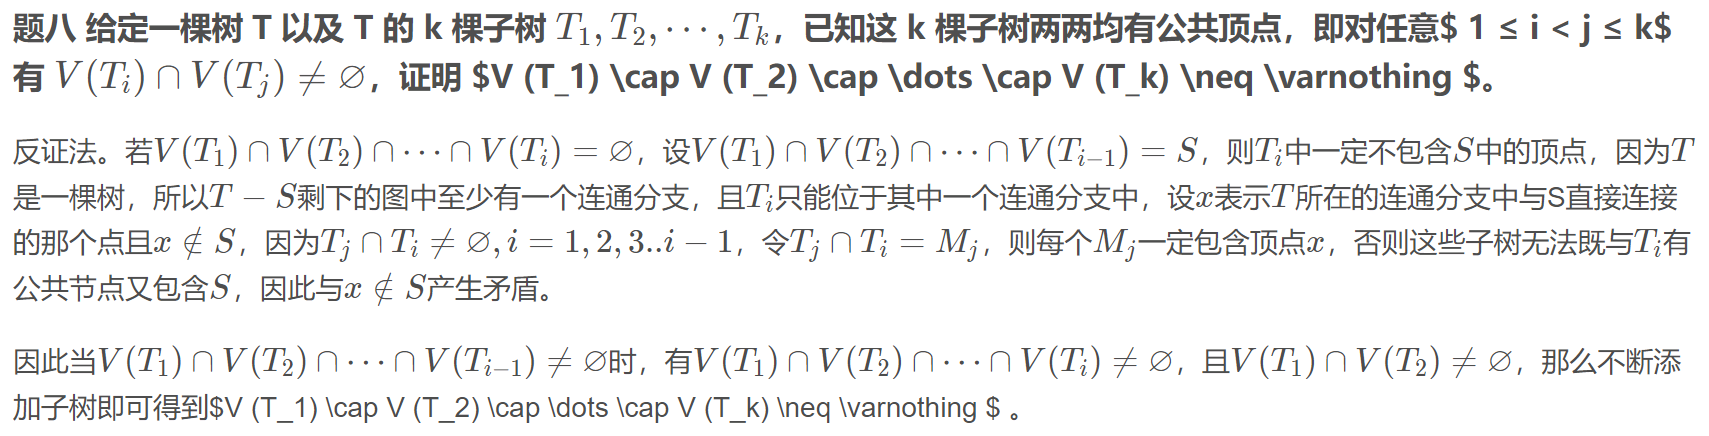 题八 给定一棵树 T 以及 T 的 k 棵子树 $T_1, T_2, \cdots, T_k$，已知这 k 棵子树两两均有公共顶点，即对任意$ 1 ≤ i < j ≤ k$
有 $V(T_i) \cap V(T_j) \neq \varnothing$，证明 $V (T_1) \cap V (T_2) \cap \dots \cap V (T_k) \neq \varnothing $。
反证法。若$V(T_1) \cap V(T_2) \cap \cdots \cap V(T_i) = \varnothing$，设$V(T_1) \cap V(T_2) \cap \cdots \cap V(T_{i-1}) = S$，则$T_i$中一定不包含$S$中的顶点，因为$T$
是一棵树，所以$T - S$剩下的图中至少有一个连通分支，且$T_i$只能位于其中一个连通分支中，设$x$表示$T$所在的连通分支中与S直接连接
的那个点且$x \notin S$，因为$T_j \cap T_i \neq \varnothing, i = 1, 2, 3..i - 1$，令$T_j \cap T_i = M_j$，则每个$M_j$一定包含顶点$x$，否则这些子树无法既与$T_i$有
公共节点又包含$S$，因此与$x \notin S$产生矛盾。
因此当$V(T_1) \cap V(T_2) \cap \cdots \cap V(T_{i-1}) \neq \varnothing$时，有$V(T_1) \cap V(T_2) \cap \cdots \cap V(T_i) \neq \varnothing$，且$V(T_1) \cap V(T_2) \neq \varnothing$，那么不断添
加子树即可得到$V (T_1) \cap V (T_2) \cap \dots \cap V (T_k) \neq \varnothing $ 。